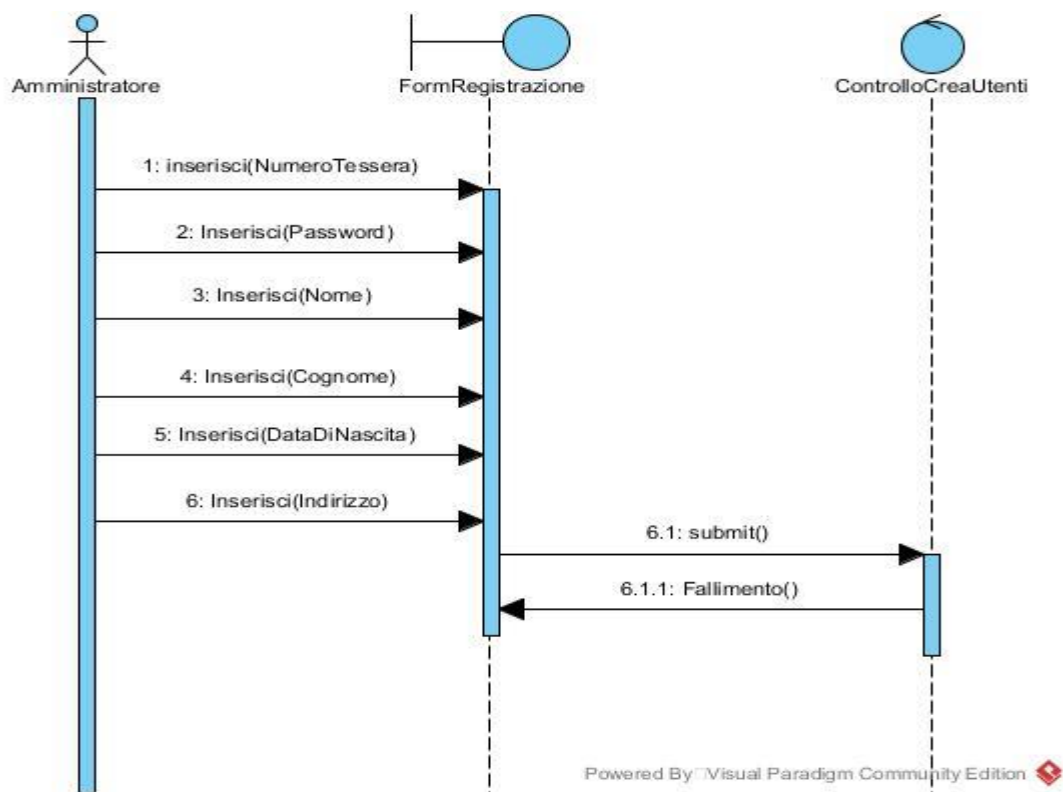 Amministratore
FormRegistrazione
ControlloCreaUtenti
1: inserisci(NumeroTessera)
2: Inserisci(Password)
3: Inserisci(Nome)
4: Inserisci(Cognome)
5: Inserisci(DataDiNascita)
6: Inserisci(Indirizzo)
6.1: submit()
6.1.1: Fallimento()
Powered By Visual Paradigm Community Edition